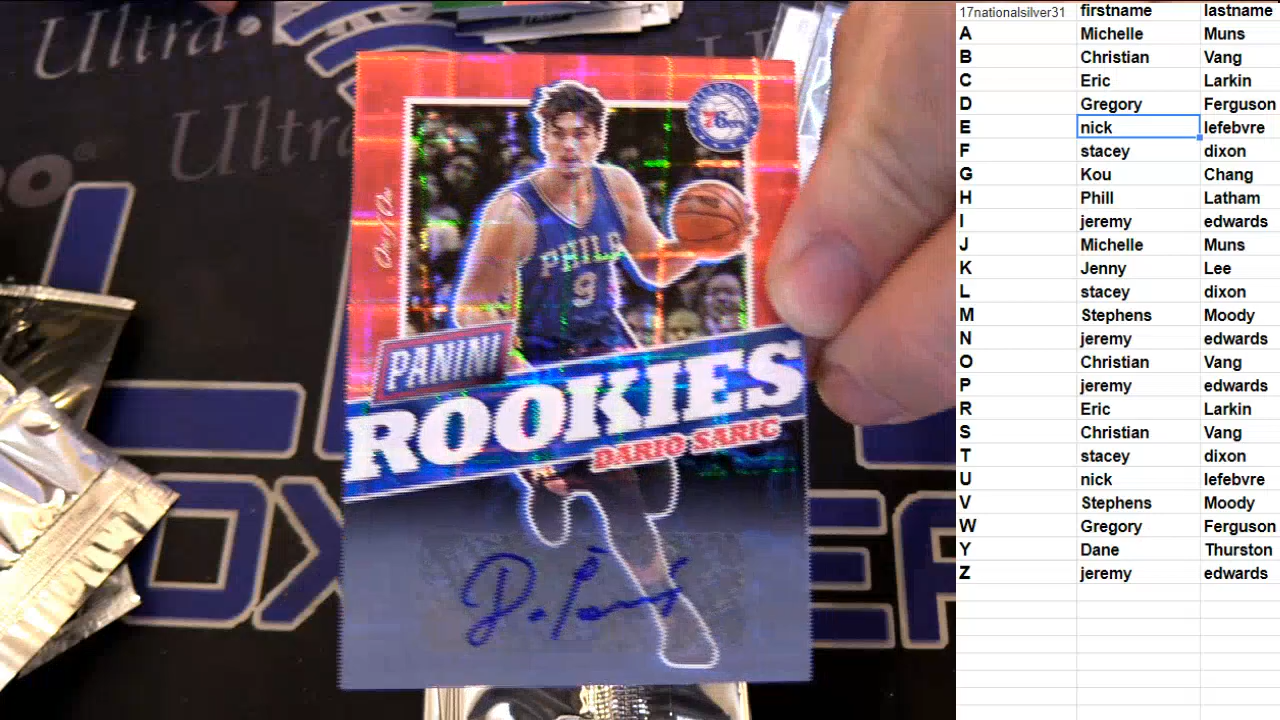 Ultra
Ultra
76ers
One of One
PHILA
9
PANINI
ROOKIES
DARIO SARIC
17nationalsilver31 firstname lastname
A Michelle Muns
B Christian Vang
C Eric Larkin
D Gregory Ferguson
E nick lefebvre
F stacey dixon
G Kou Chang
H Phill Latham
I jeremy edwards
J Michelle Muns
K Jenny Lee
L stacey dixon
M Stephens Moody
N jeremy edwards
O Christian Vang
P jeremy edwards
R Eric Larkin
S Christian Vang
T stacey dixon
U nick lefebvre
V Stephens Moody
W Gregory Ferguson
Y Dane Thurston
Z jeremy edwards